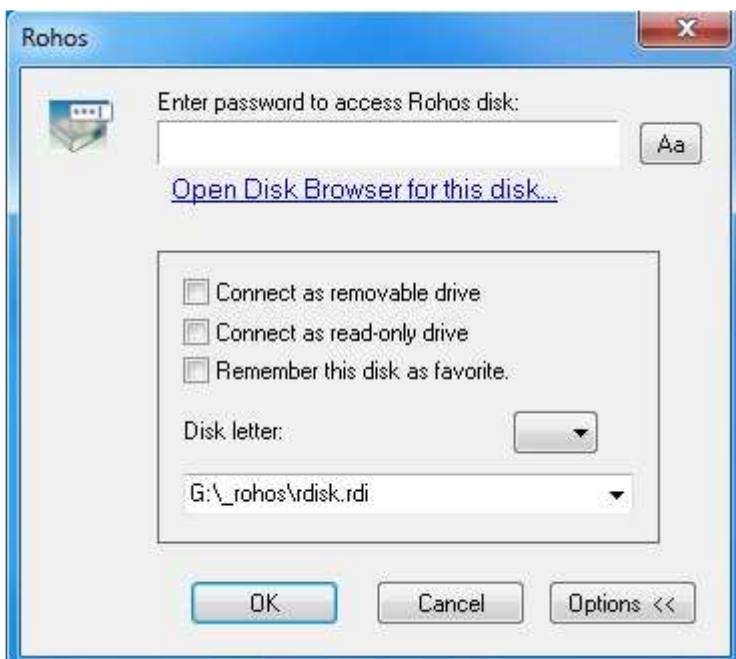 Rohos
Enter password to access Rohos disk:
Aa
Open Disk Browser for this disk...
Connect as removable drive
Connect as read-only drive
Remember this disk as favorite.
Disk letter:
G:\_rohos\rdisk.rdi
OK Cancel Options <<